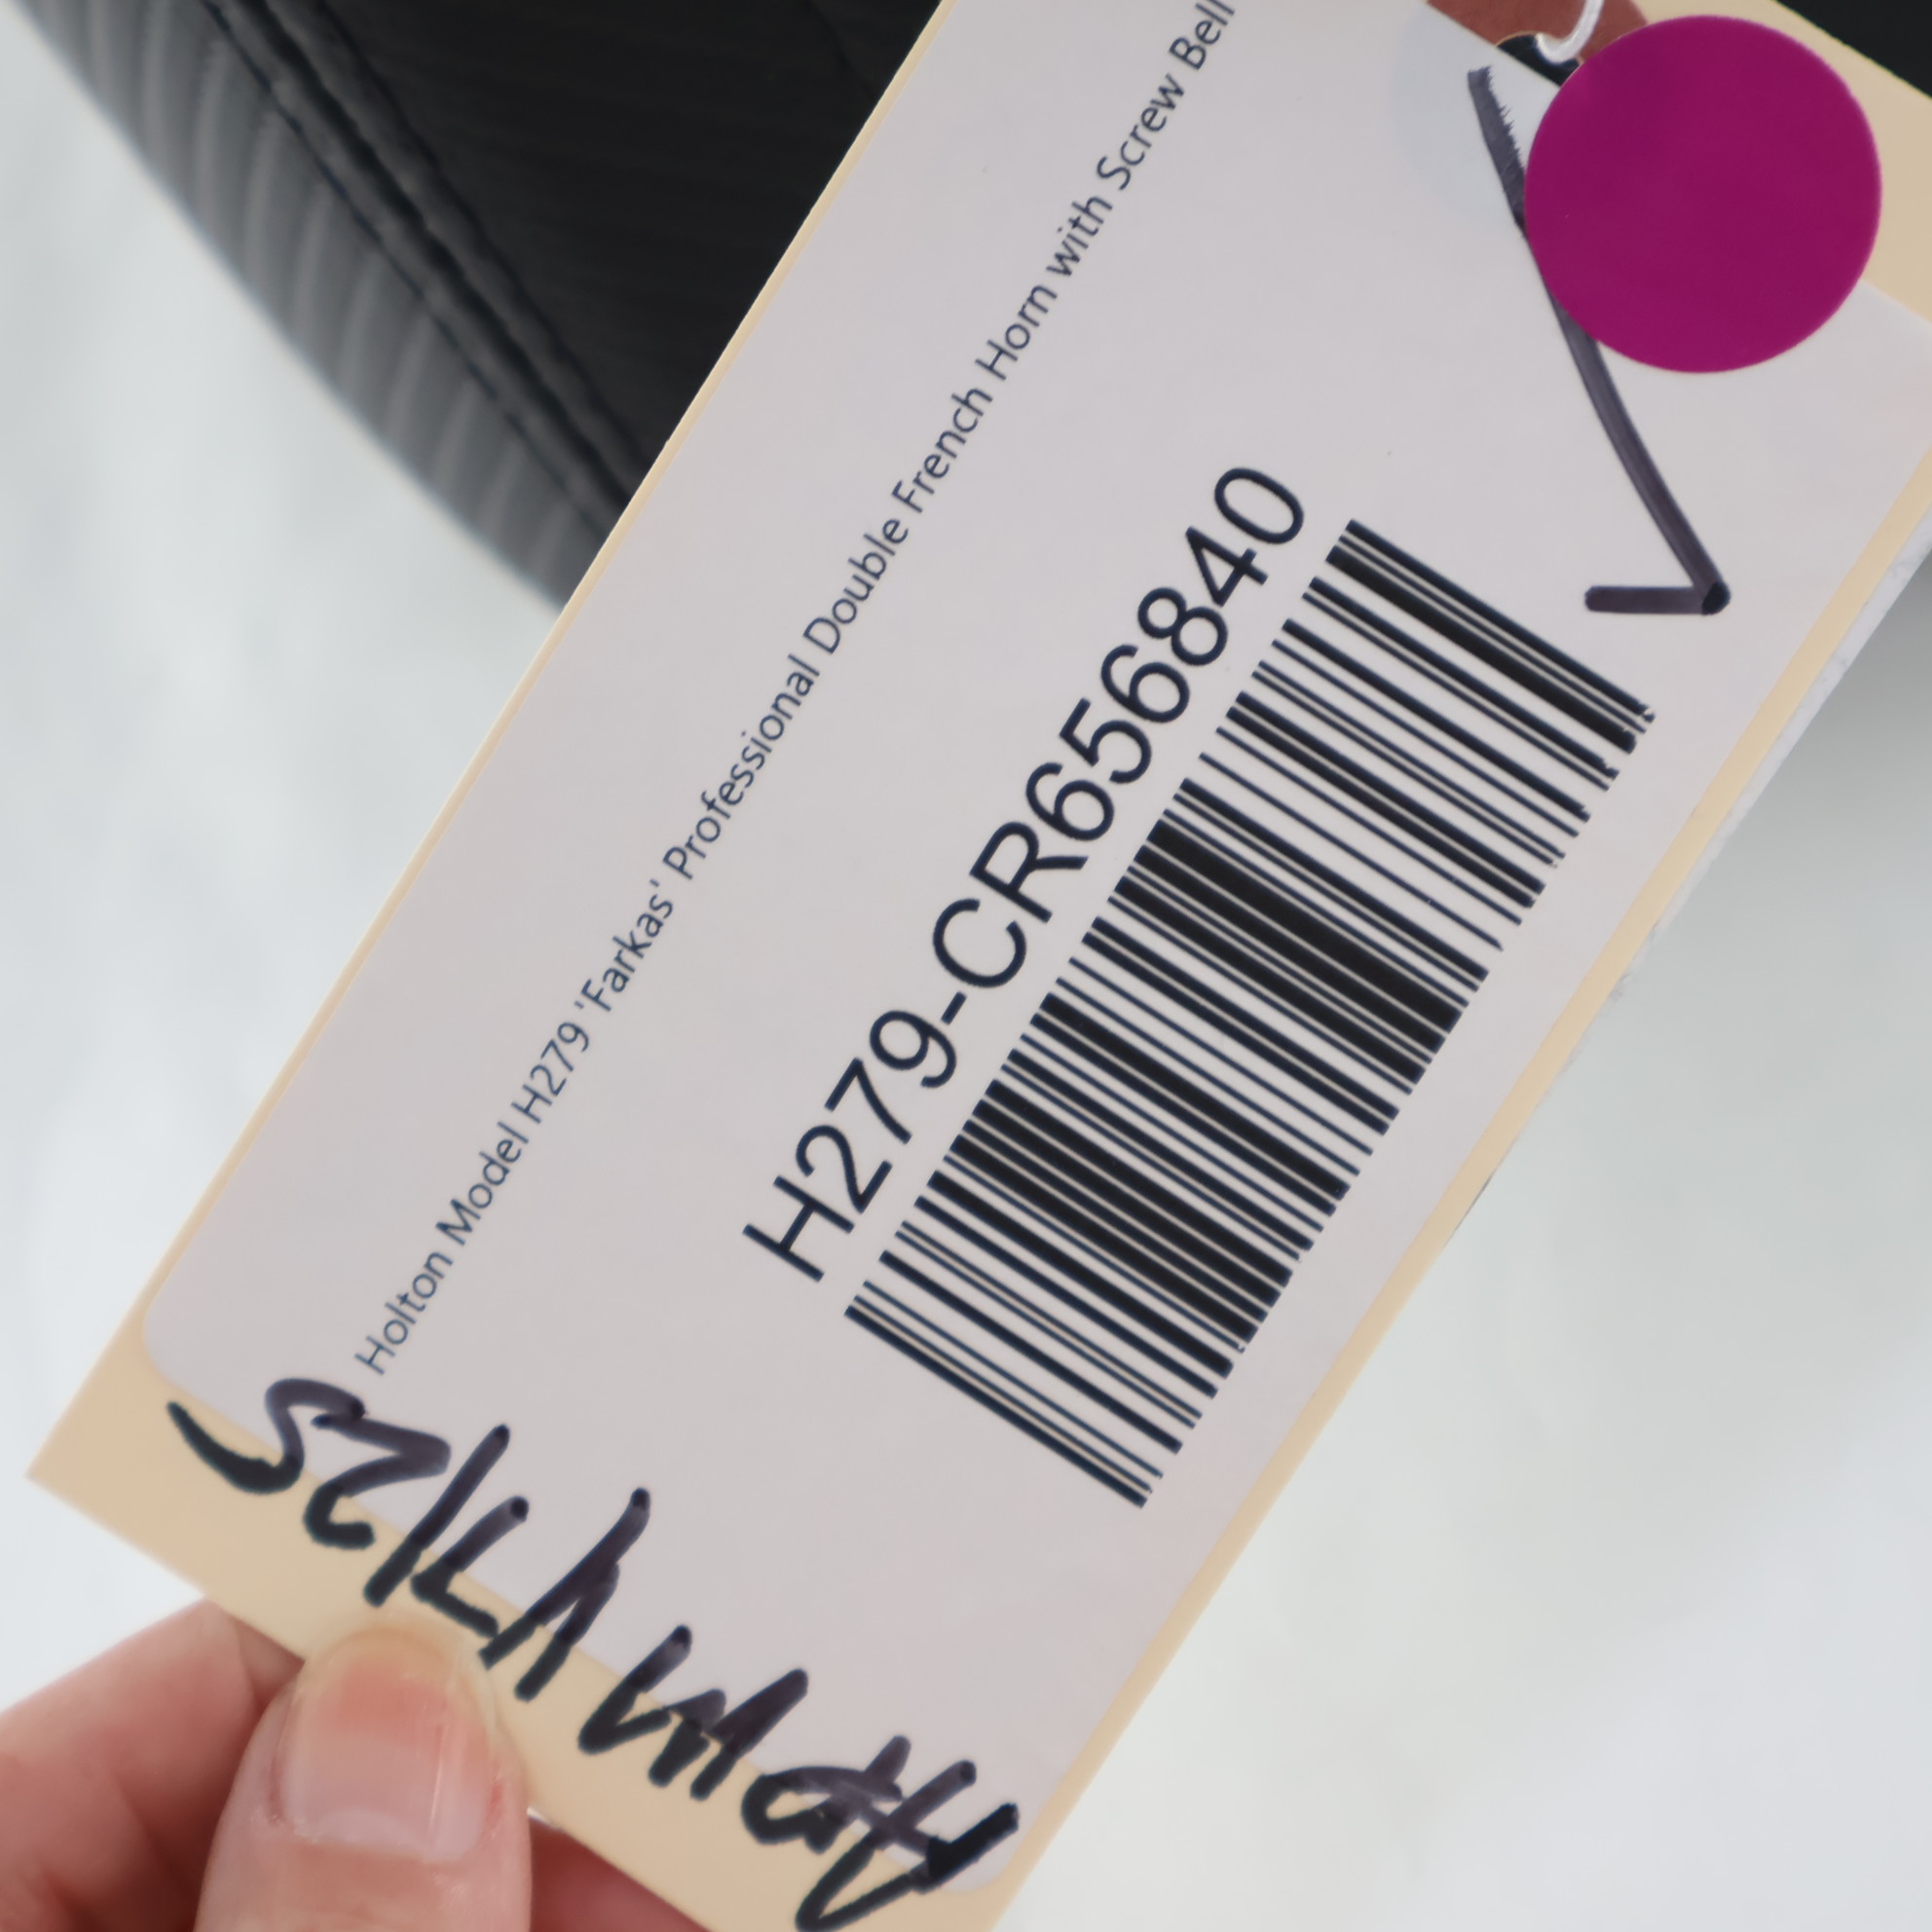 Holton Model H279 'Farkas' Professional Double French Horn with Screw Bell
H279-CR656840